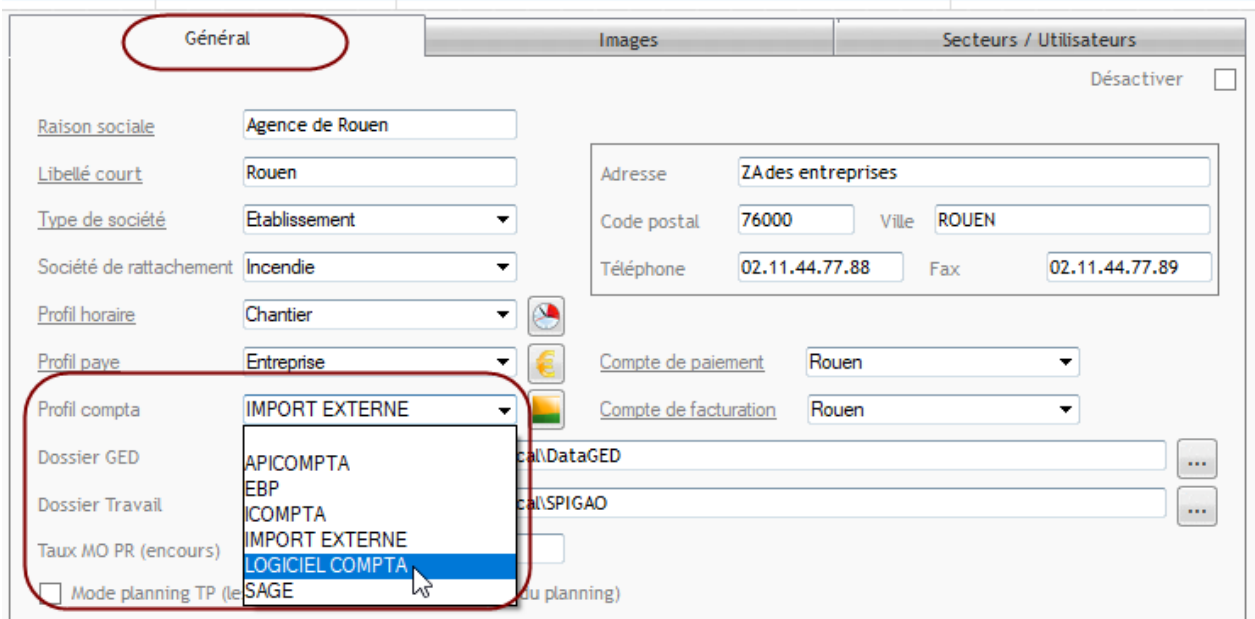 Général
Images
Secteurs / Utilisateurs
Désactiver
Raison sociale Agence de Rouen
Libellé court Rouen
Adresse ZA des entreprises
Type de société Etablissement
Code postal 76000 Ville ROUEN
Société de rattachement Incendie
Téléphone 02.11.44.77.88 Fax 02.11.44.77.89
Profil horaire Chantier
Profil paye Entreprise
Compte de paiement Rouen
Profil compta IMPORT EXTERNE
Compte de facturation Rouen
Dossier GED cal\DataGED ...
Dossier Travail cal\SPIGAO ...
Taux MO PR (encours)
Mode planning TP (le du planning)
APICOMPTA
EBP
ICOMPTA
IMPORT EXTERNE
LOGICIEL COMPTA
SAGE